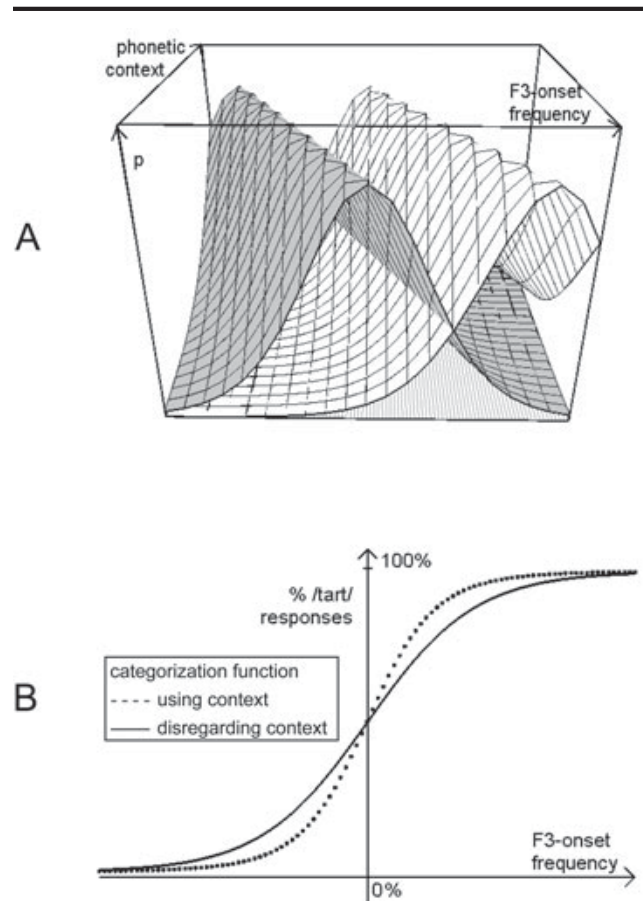 phonetic
context
F3-onset
frequency
p
A
100%
% /tart/
responses
categorization function
using context
disregarding context
B
F3-onset
frequency
0%